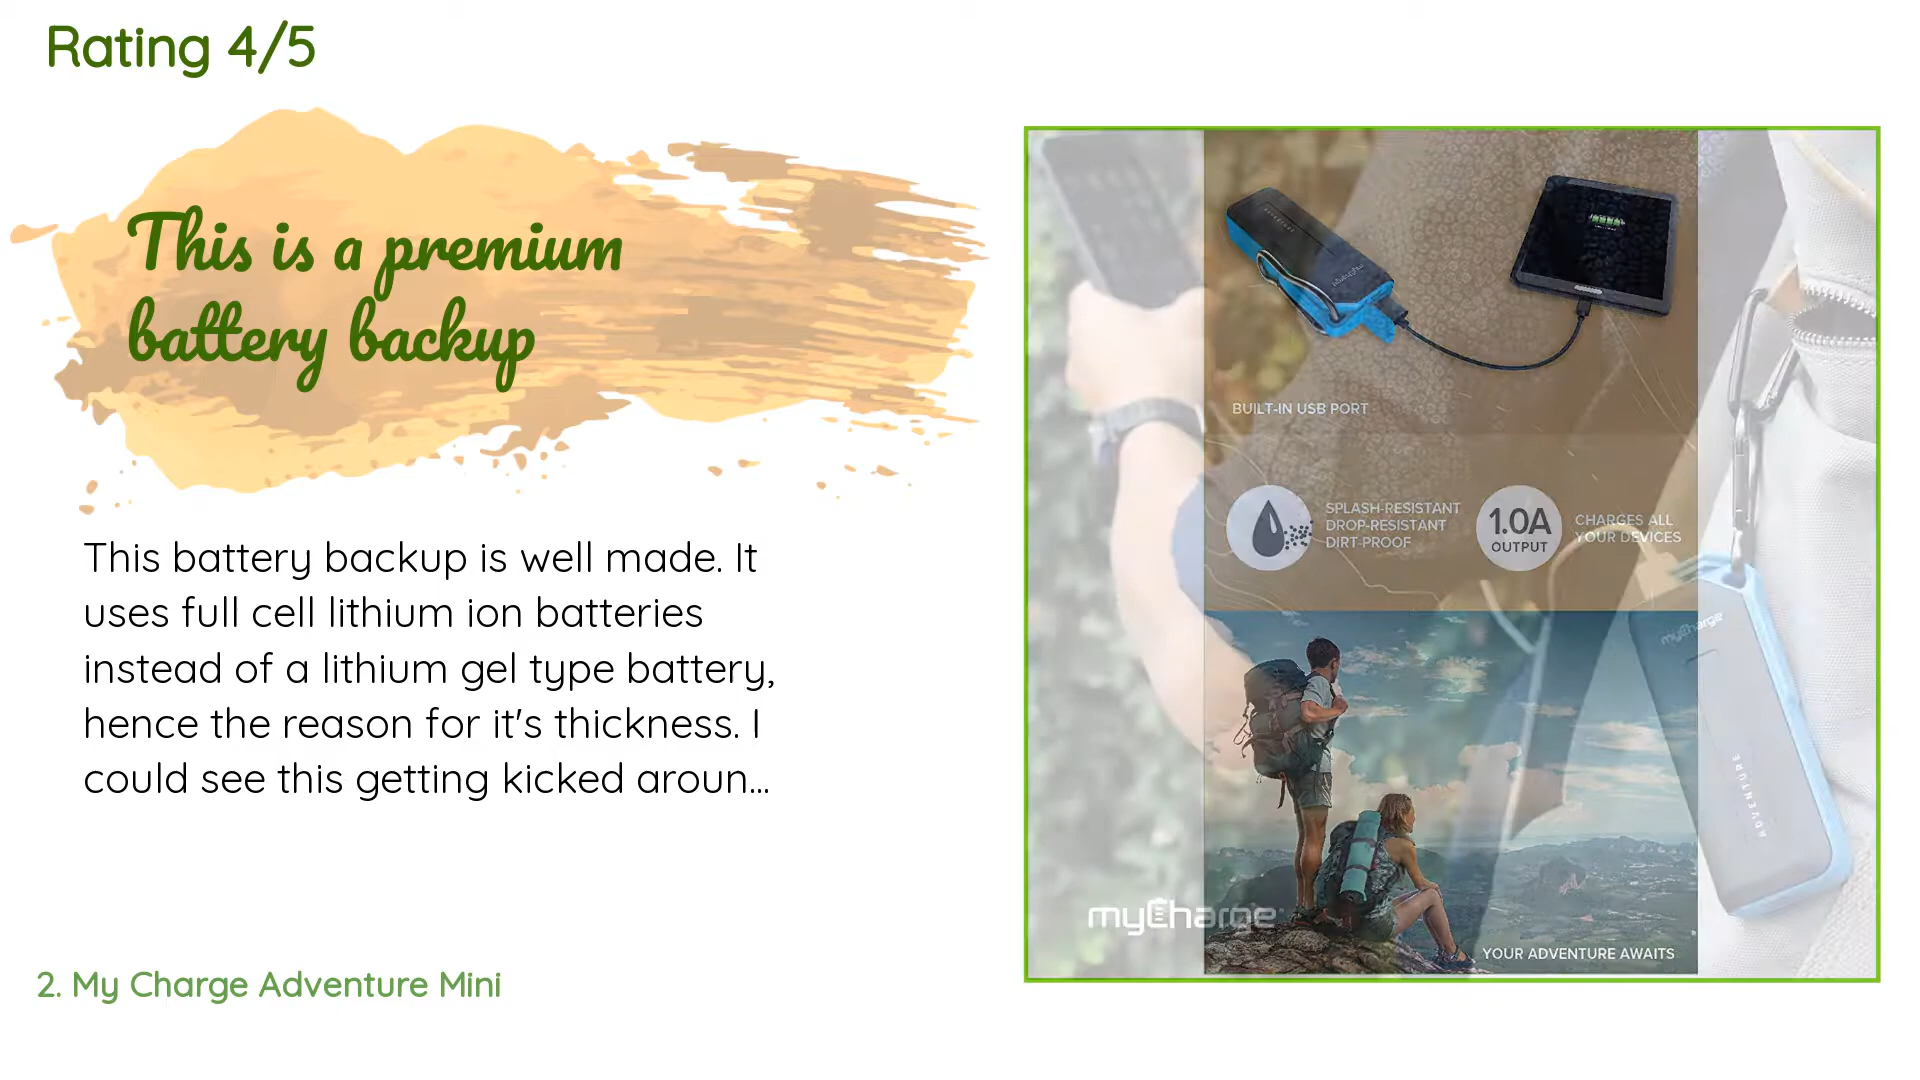 Rating 4/5
This is a premium
battery backup
This battery backup is well made. It
uses full cell lithium ion batteries
instead of a lithium gel type battery,
hence the reason for it's thickness. I
could see this getting kicked aroun...
2. My Charge Adventure Mini
BUILT-IN USB PORT
SPLASH-RESISTANT
DROP-RESISTANT
DIRT-PROOF
1.0A
OUTPUT
CHARGES ALL
YOUR DEVICES
myCharge
ADVENTURE
myCharge
YOUR ADVENTURE AWAITS